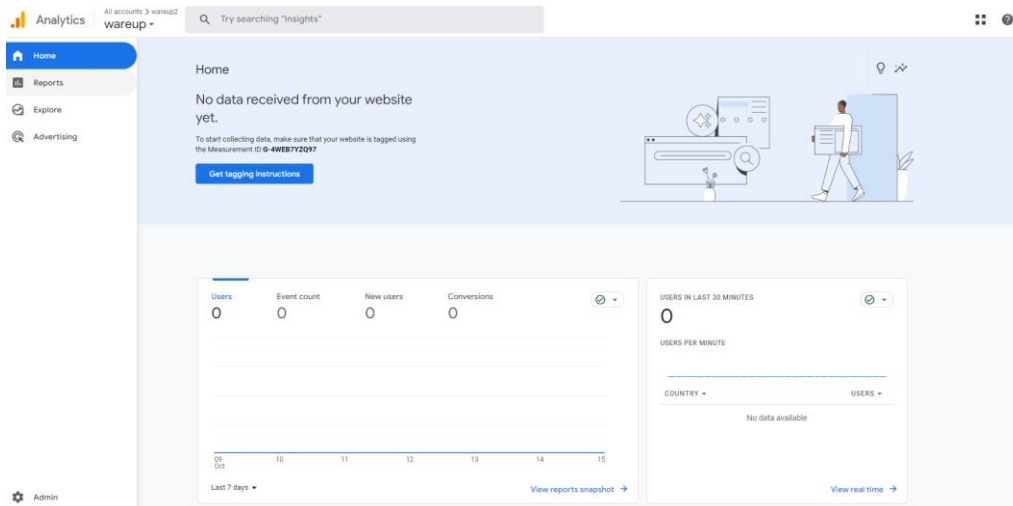 Analytics
All accounts > wareup2
wareup
Try searching "Insights"
Home
Reports
Explore
Advertising
Admin
Home
No data received from your website
yet.
To start collecting data, make sure that your website is tagged using
the Measurement ID G-4WEB7YZQ97
Get tagging instructions
Users
0
Event count
0
New users
0
Conversions
0
09
Oct
10
11
12
13
14
15
Last 7 days
View reports snapshot →
USERS IN LAST 30 MINUTES
0
USERS PER MINUTE
COUNTRY
USERS
No data available
View real time →